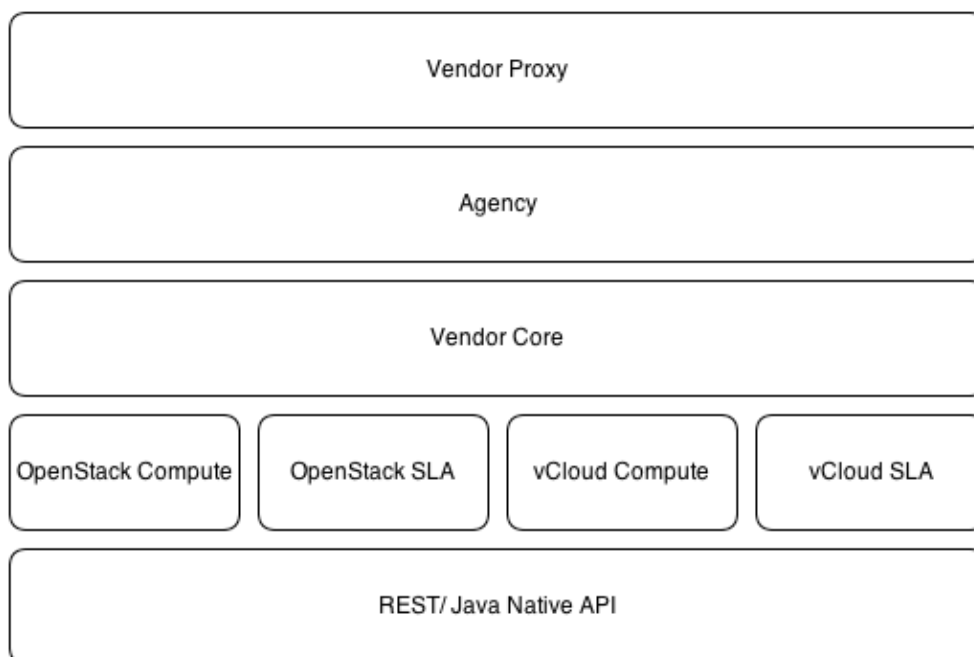 Vendor Proxy
Agency
Vendor Core
OpenStack Compute
OpenStack SLA
vCloud Compute
vCloud SLA
REST/ Java Native API